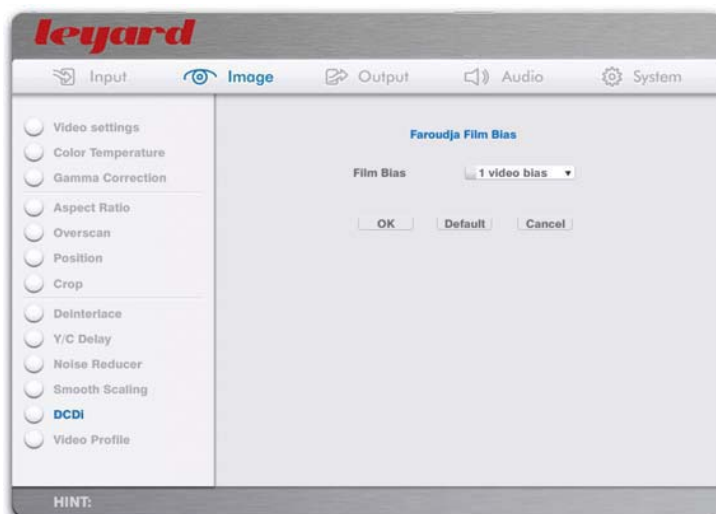 leyard
Input Image Output Audio System
Video settings
Color Temperature
Gamma Correction
Aspect Ratio
Overscan
Position
Crop
Deinterlace
Y/C Delay
Noise Reducer
Smooth Scaling
DCDi
Video Profile
Faroudja Film Bias
Film Bias 1 video bias
OK Default Cancel
HINT: